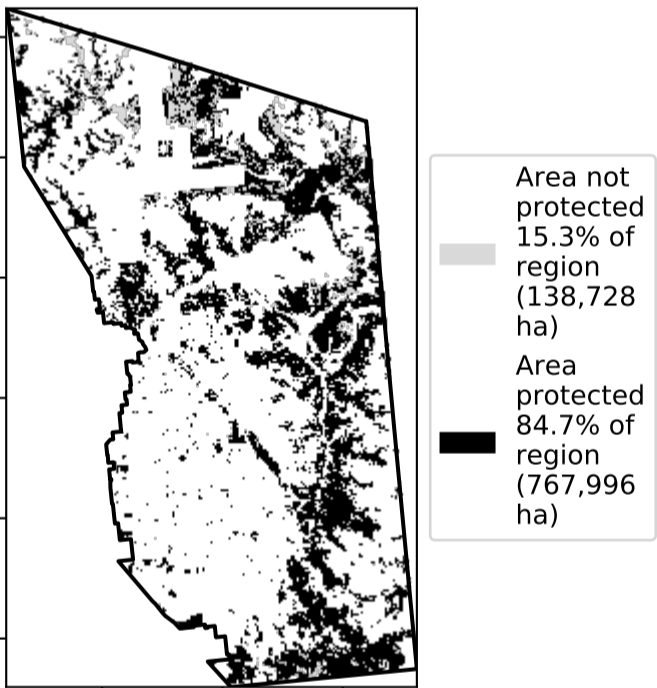 Area not
protected
15.3% of
region
(138,728
ha)
Area
protected
84.7% of
region
(767,996
ha)